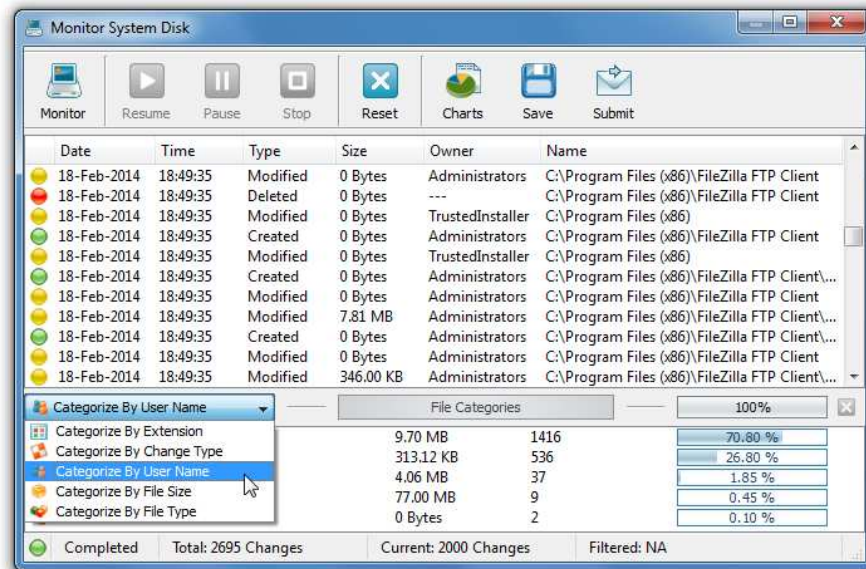 Monitor System Disk
Monitor Resume Pause Stop Reset Charts Save Submit
Date Time Type Size Owner Name
18-Feb-2014 18:49:35 Modified 0 Bytes Administrators C:\Program Files (x86)\FileZilla FTP Client
18-Feb-2014 18:49:35 Deleted 0 Bytes --- C:\Program Files (x86)\FileZilla FTP Client
18-Feb-2014 18:49:35 Modified 0 Bytes TrustedInstaller C:\Program Files (x86)
18-Feb-2014 18:49:35 Created 0 Bytes Administrators C:\Program Files (x86)\FileZilla FTP Client
18-Feb-2014 18:49:35 Modified 0 Bytes TrustedInstaller C:\Program Files (x86)
18-Feb-2014 18:49:35 Created 0 Bytes Administrators C:\Program Files (x86)\FileZilla FTP Client\...
18-Feb-2014 18:49:35 Modified 0 Bytes Administrators C:\Program Files (x86)\FileZilla FTP Client
18-Feb-2014 18:49:35 Modified 7.81 MB Administrators C:\Program Files (x86)\FileZilla FTP Client\...
18-Feb-2014 18:49:35 Created 0 Bytes Administrators C:\Program Files (x86)\FileZilla FTP Client\...
18-Feb-2014 18:49:35 Modified 0 Bytes Administrators C:\Program Files (x86)\FileZilla FTP Client
18-Feb-2014 18:49:35 Modified 346.00 KB Administrators C:\Program Files (x86)\FileZilla FTP Client\...
Categorize By User Name File Categories 100%
Categorize By Extension 9.70 MB 1416 70.80 %
Categorize By Change Type 313.12 KB 536 26.80 %
Categorize By User Name 4.06 MB 37 1.85 %
Categorize By File Size 77.00 MB 9 0.45 %
Categorize By File Type 0 Bytes 2 0.10 %
Completed Total: 2695 Changes Current: 2000 Changes Filtered: NA